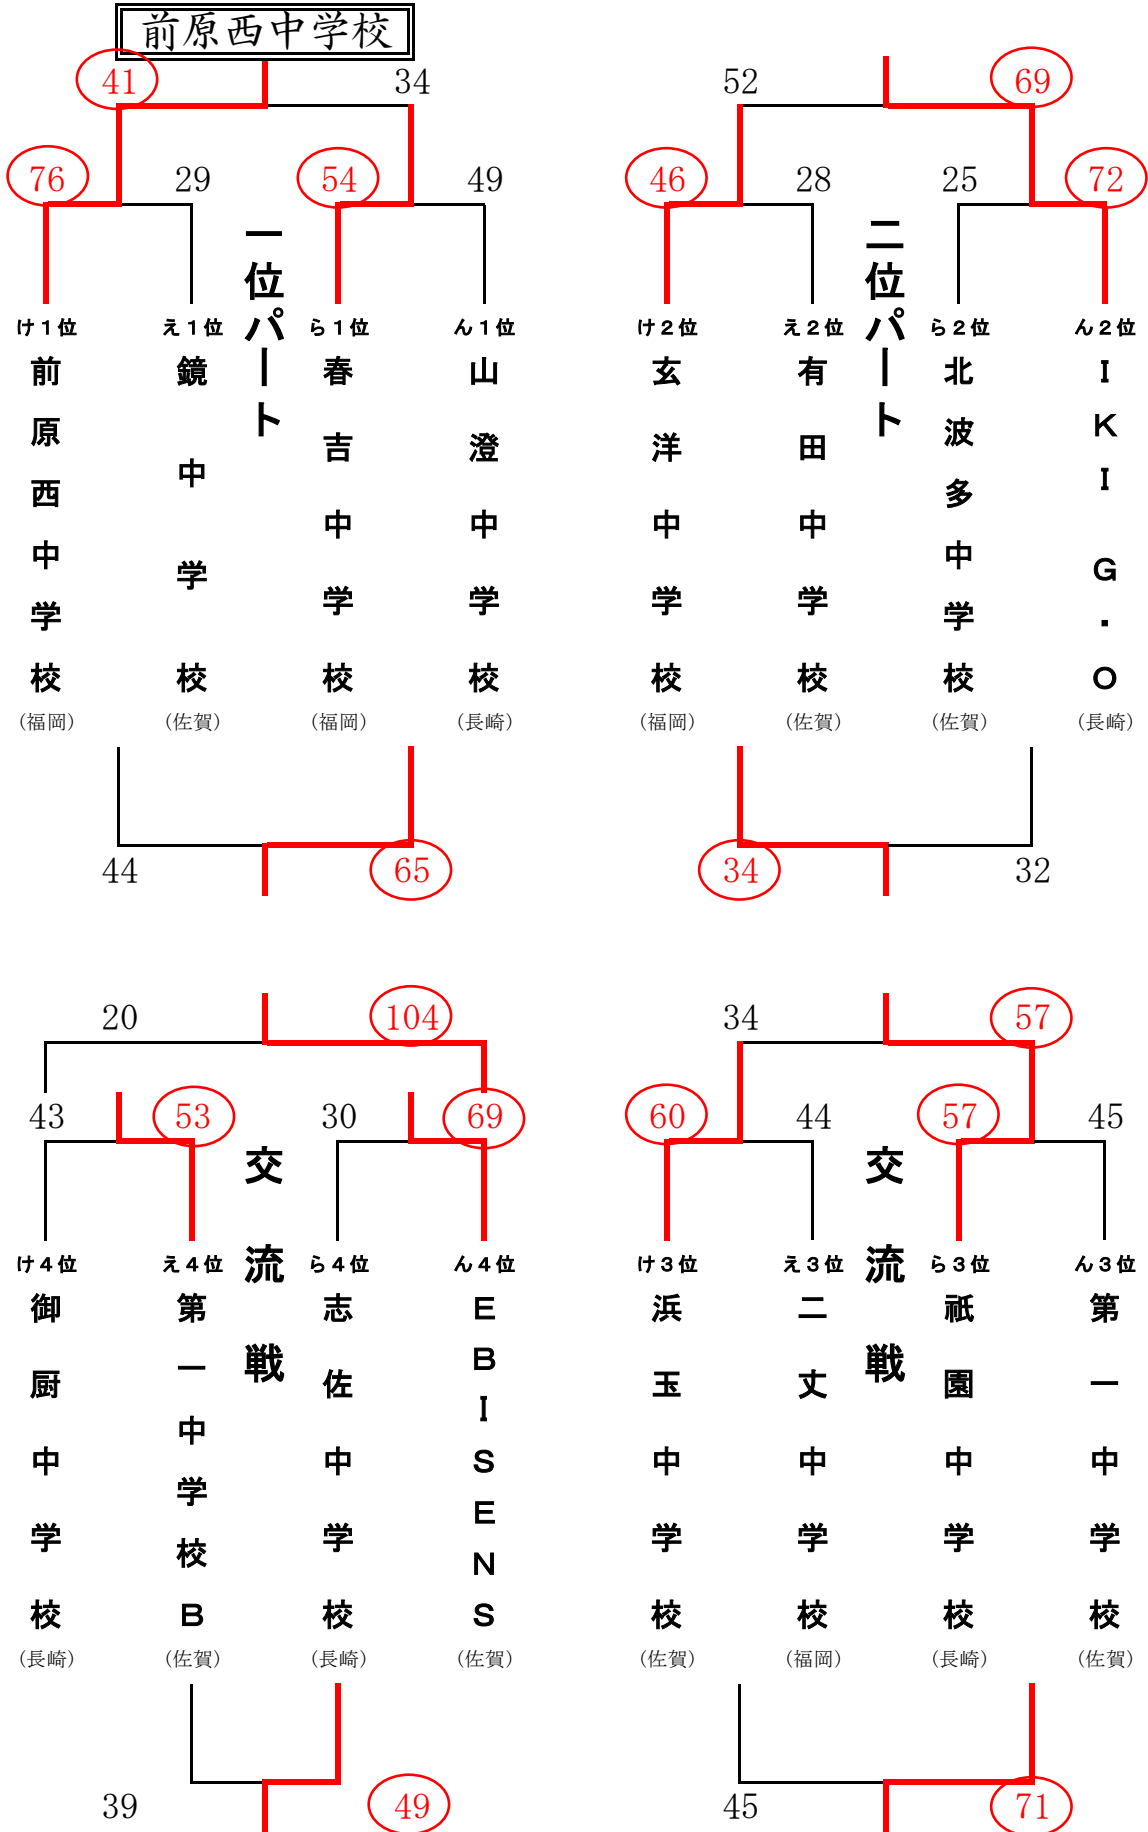 前原西中学校
41 34
76 29 54 49
一位パート
け1位 え1位 ら1位 ん1位
前原西中学校
(福岡)
鏡中学校
(佐賀)
春吉中学校
(福岡)
山澄中学校
(長崎)
44 65
52 69
46 28 25 72
二位パート
け2位 え2位 ら2位 ん2位
玄洋中学校
(福岡)
有田中学校
(佐賀)
北波多中学校
(佐賀)
IKI G.O
(長崎)
34 32
20 104
43 53 30 69
交流戦
け4位 え4位 ら4位 ん4位
御厨中学校
(長崎)
第一中学校B
(佐賀)
志佐中学校
(長崎)
EBISENS
(佐賀)
39 49
34 57
60 44 57 45
交流戦
け3位 え3位 ら3位 ん3位
浜玉中学校
(佐賀)
二丈中学校
(福岡)
祇園中学校
(長崎)
第一中学校
(佐賀)
45 71